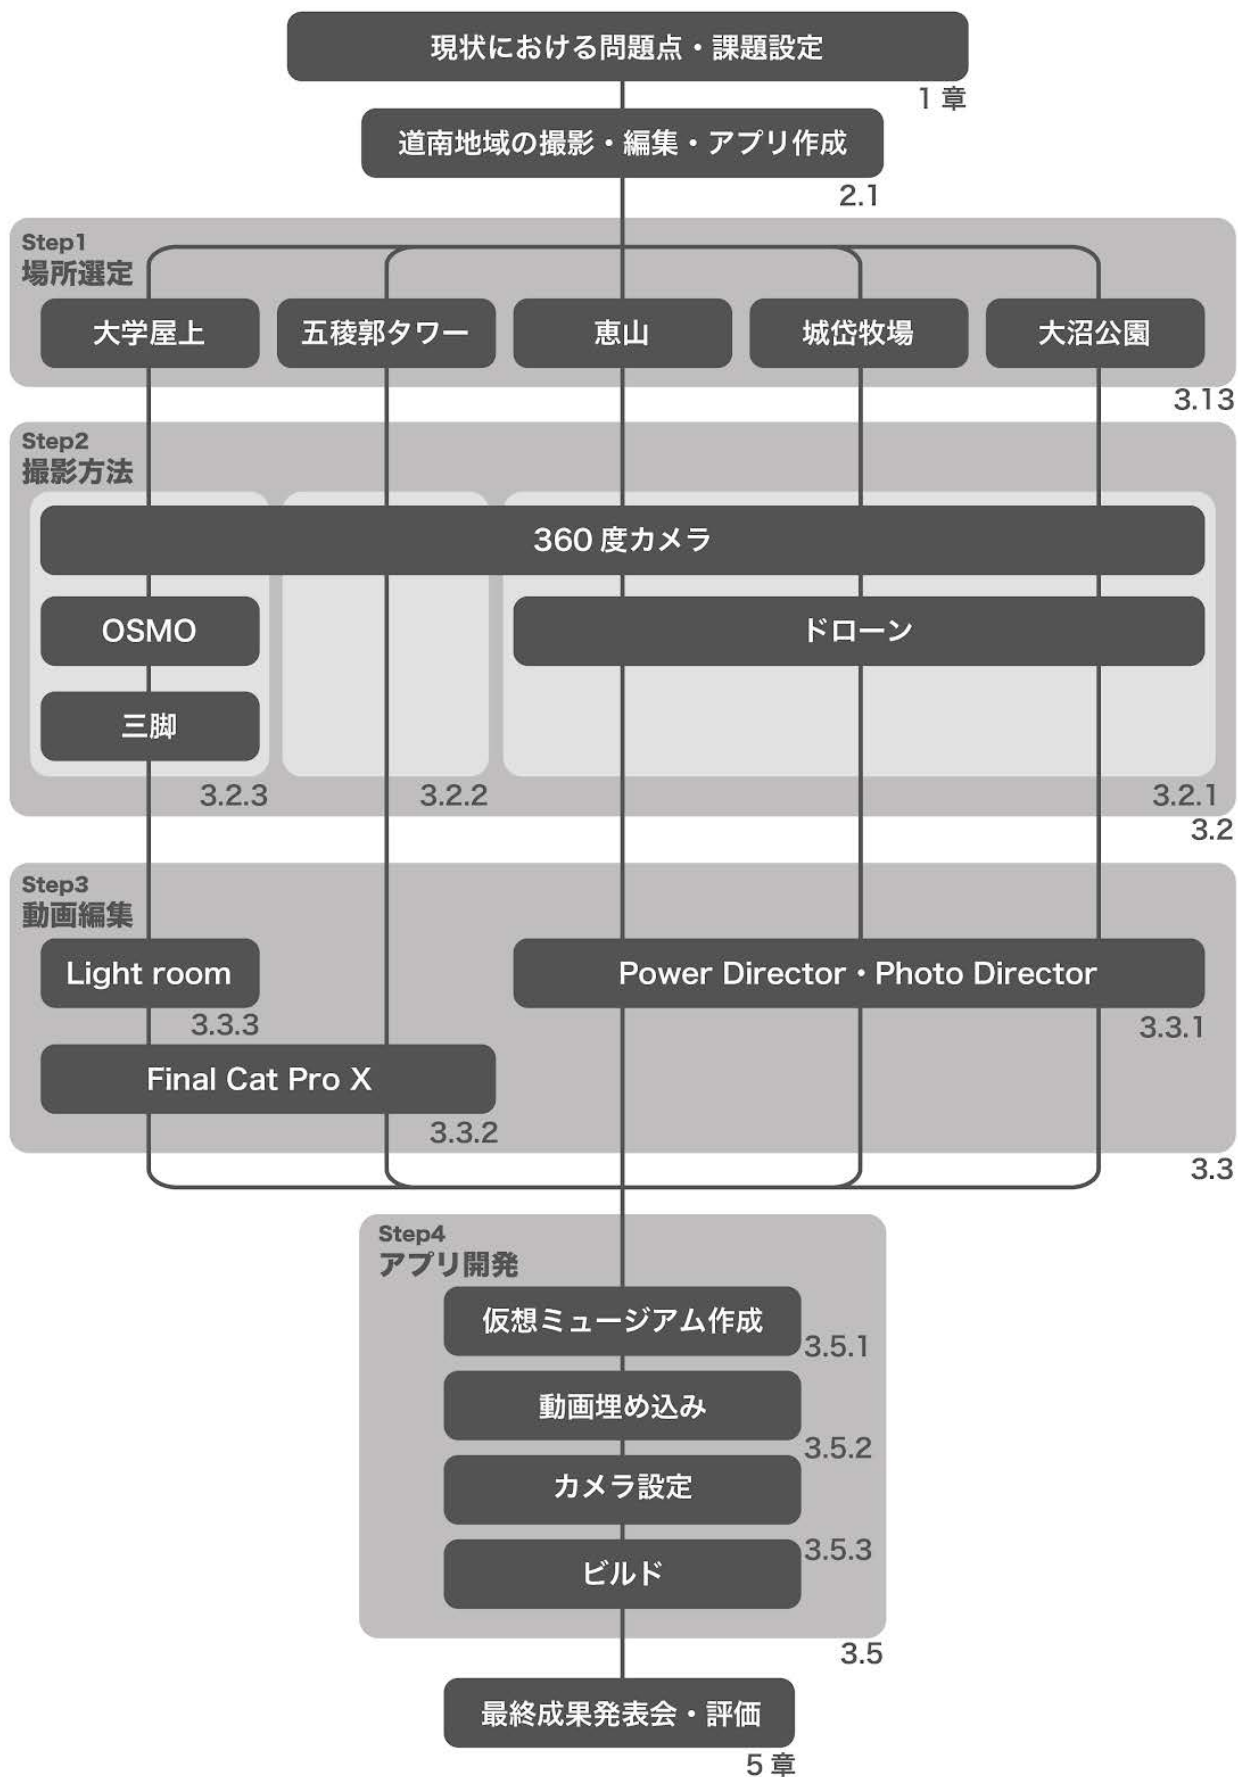 現状における問題点・課題設定
1 章
道南地域の撮影・編集・アプリ作成
2.1
Step1
場所選定
大学屋上
五稜郭タワー
恵山
城岱牧場
大沼公園
3.13
Step2
撮影方法
360 度カメラ
OSMO
ドローン
三脚
3.2.3
3.2.2
3.2.1
3.2
Step3
動画編集
Light room
Power Director・Photo Director
3.3.3
3.3.1
Final Cat Pro X
3.3.2
3.3
Step4
アプリ開発
仮想ミュージアム作成
3.5.1
動画埋め込み
3.5.2
カメラ設定
3.5.3
ビルド
3.5
最終成果発表会・評価
5 章